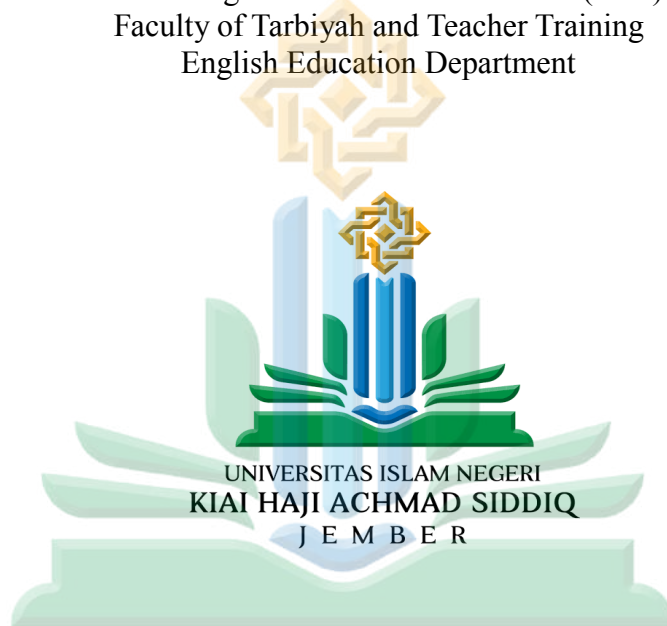 Faculty of Tarbiyah and Teacher Training
English Education Department
UNIVERSITAS ISLAM NEGERI
KIAI HAJI ACHMAD SIDDIQ
J E M B E R